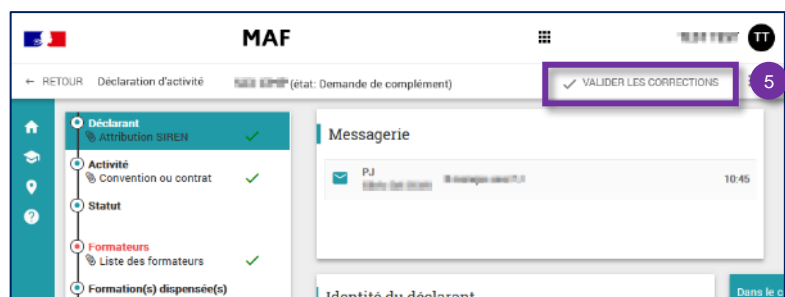 MAF
TT
← RETOUR Déclaration d'activité (état: Demande de complément) VALIDER LES CORRECTIONS 5
Déclarant
Attribution SIREN
Messagerie
Activité
Convention ou contrat
PJ
10:45
Statut
Formateurs
Liste des formateurs
Formation(s) dispensée(s)
Identité du déclarant
Dans le c